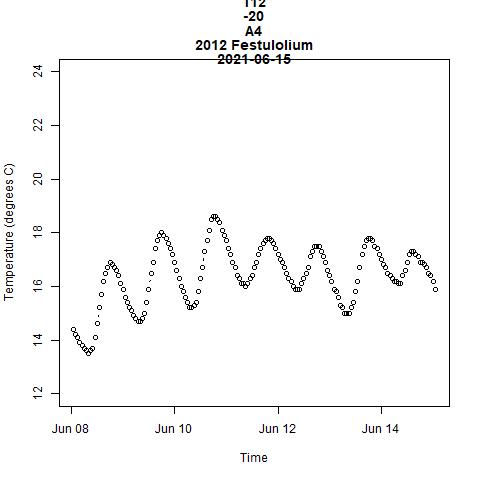 T12
-20
A4
2012 Festulolium
2021-06-15
24
22
20
18
16
14
12
Temperature (degrees C)
Jun 08
Jun 10
Jun 12
Jun 14
Time